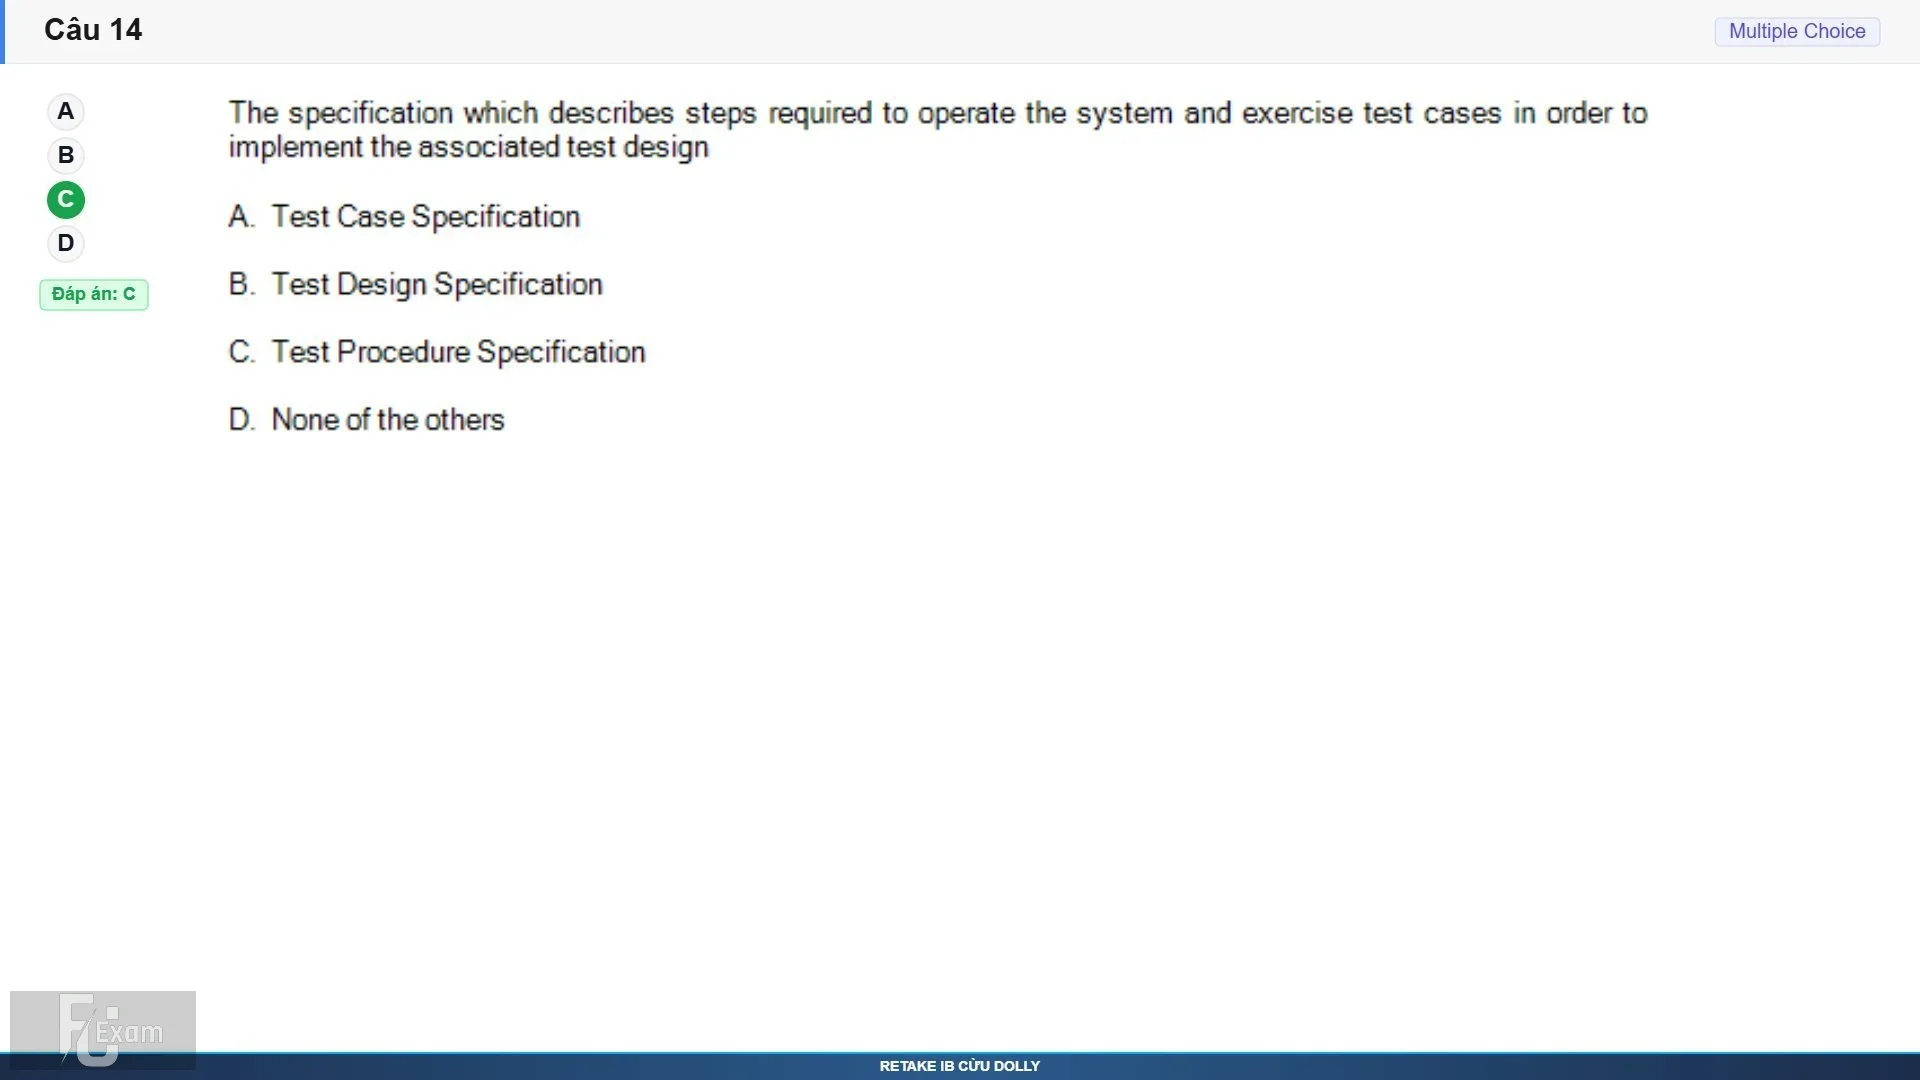 Câu 14
Multiple Choice
A
B
C
D
Đáp án: C
The specification which describes steps required to operate the system and exercise test cases in order to
implement the associated test design
A. Test Case Specification
B. Test Design Specification
C. Test Procedure Specification
D. None of the others
FU Exam
RETAKE IB CỪU DOLLY